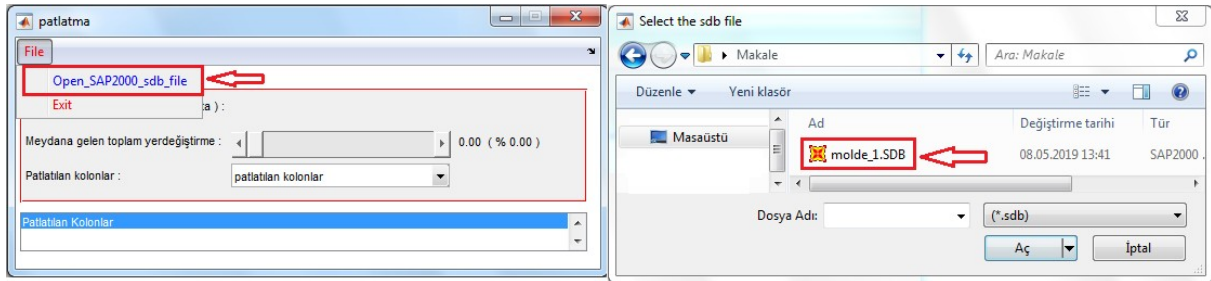 patlatma
File
Open_SAP2000_sdb_file
Exit
a ) :
Meydana gelen toplam yerdeğiştirme :
0.00 ( % 0.00 )
Patlatılan kolonlar :
patlatılan kolonlar
Patlatılan Kolonlar
Select the sdb file
Makale
Ara: Makale
Düzenle
Yeni klasör
Masaüstü
Ad
Değiştirme tarihi
Tür
molde_1.SDB
08.05.2019 13:41
SAP2000 .
Dosya Adı:
(*.sdb)
Aç
İptal